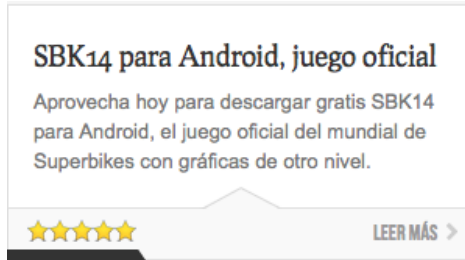 SBK14 para Android, juego oficial
Aprovecha hoy para descargar gratis SBK14
para Android, el juego oficial del mundial de
Superbikes con gráficas de otro nivel.
LEER MÁS